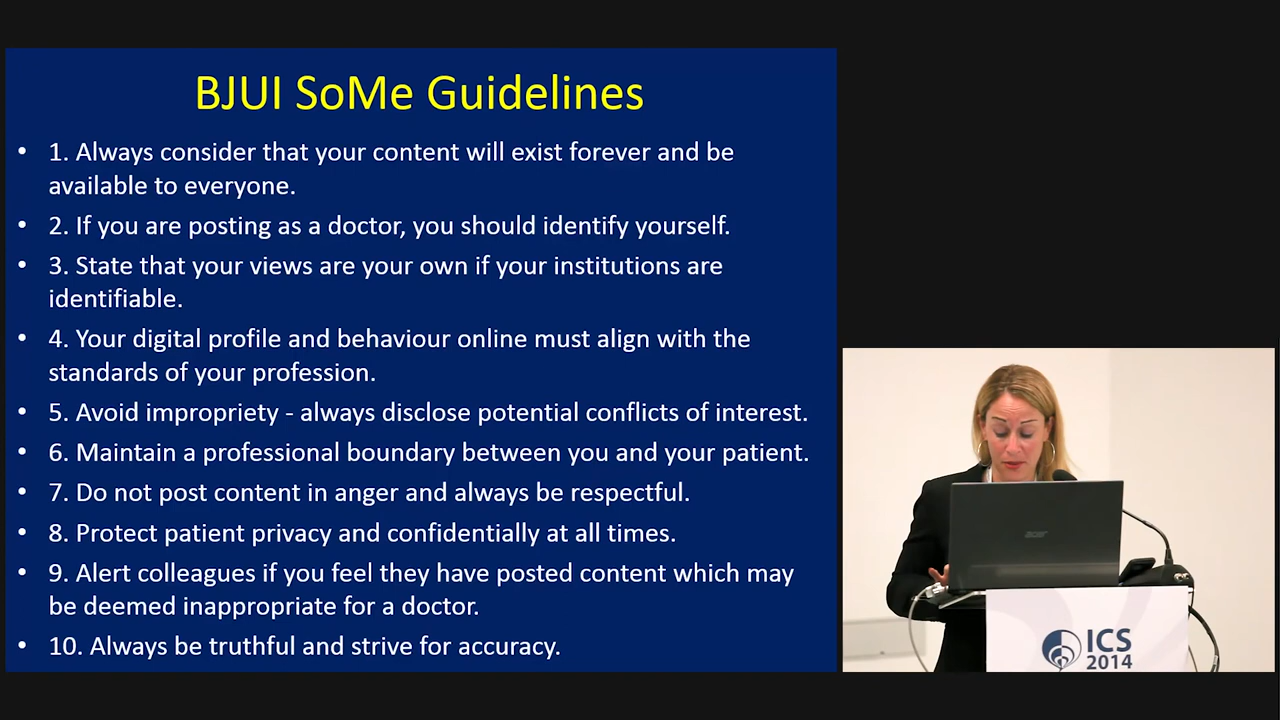 BJUI SoMe Guidelines
• 1. Always consider that your content will exist forever and be
available to everyone.
• 2. If you are posting as a doctor, you should identify yourself.
• 3. State that your views are your own if your institutions are
identifiable.
• 4. Your digital profile and behaviour online must align with the
standards of your profession.
• 5. Avoid impropriety - always disclose potential conflicts of interest.
• 6. Maintain a professional boundary between you and your patient.
• 7. Do not post content in anger and always be respectful.
• 8. Protect patient privacy and confidentially at all times.
• 9. Alert colleagues if you feel they have posted content which may
be deemed inappropriate for a doctor.
• 10. Always be truthful and strive for accuracy.
acer
ICS
2014